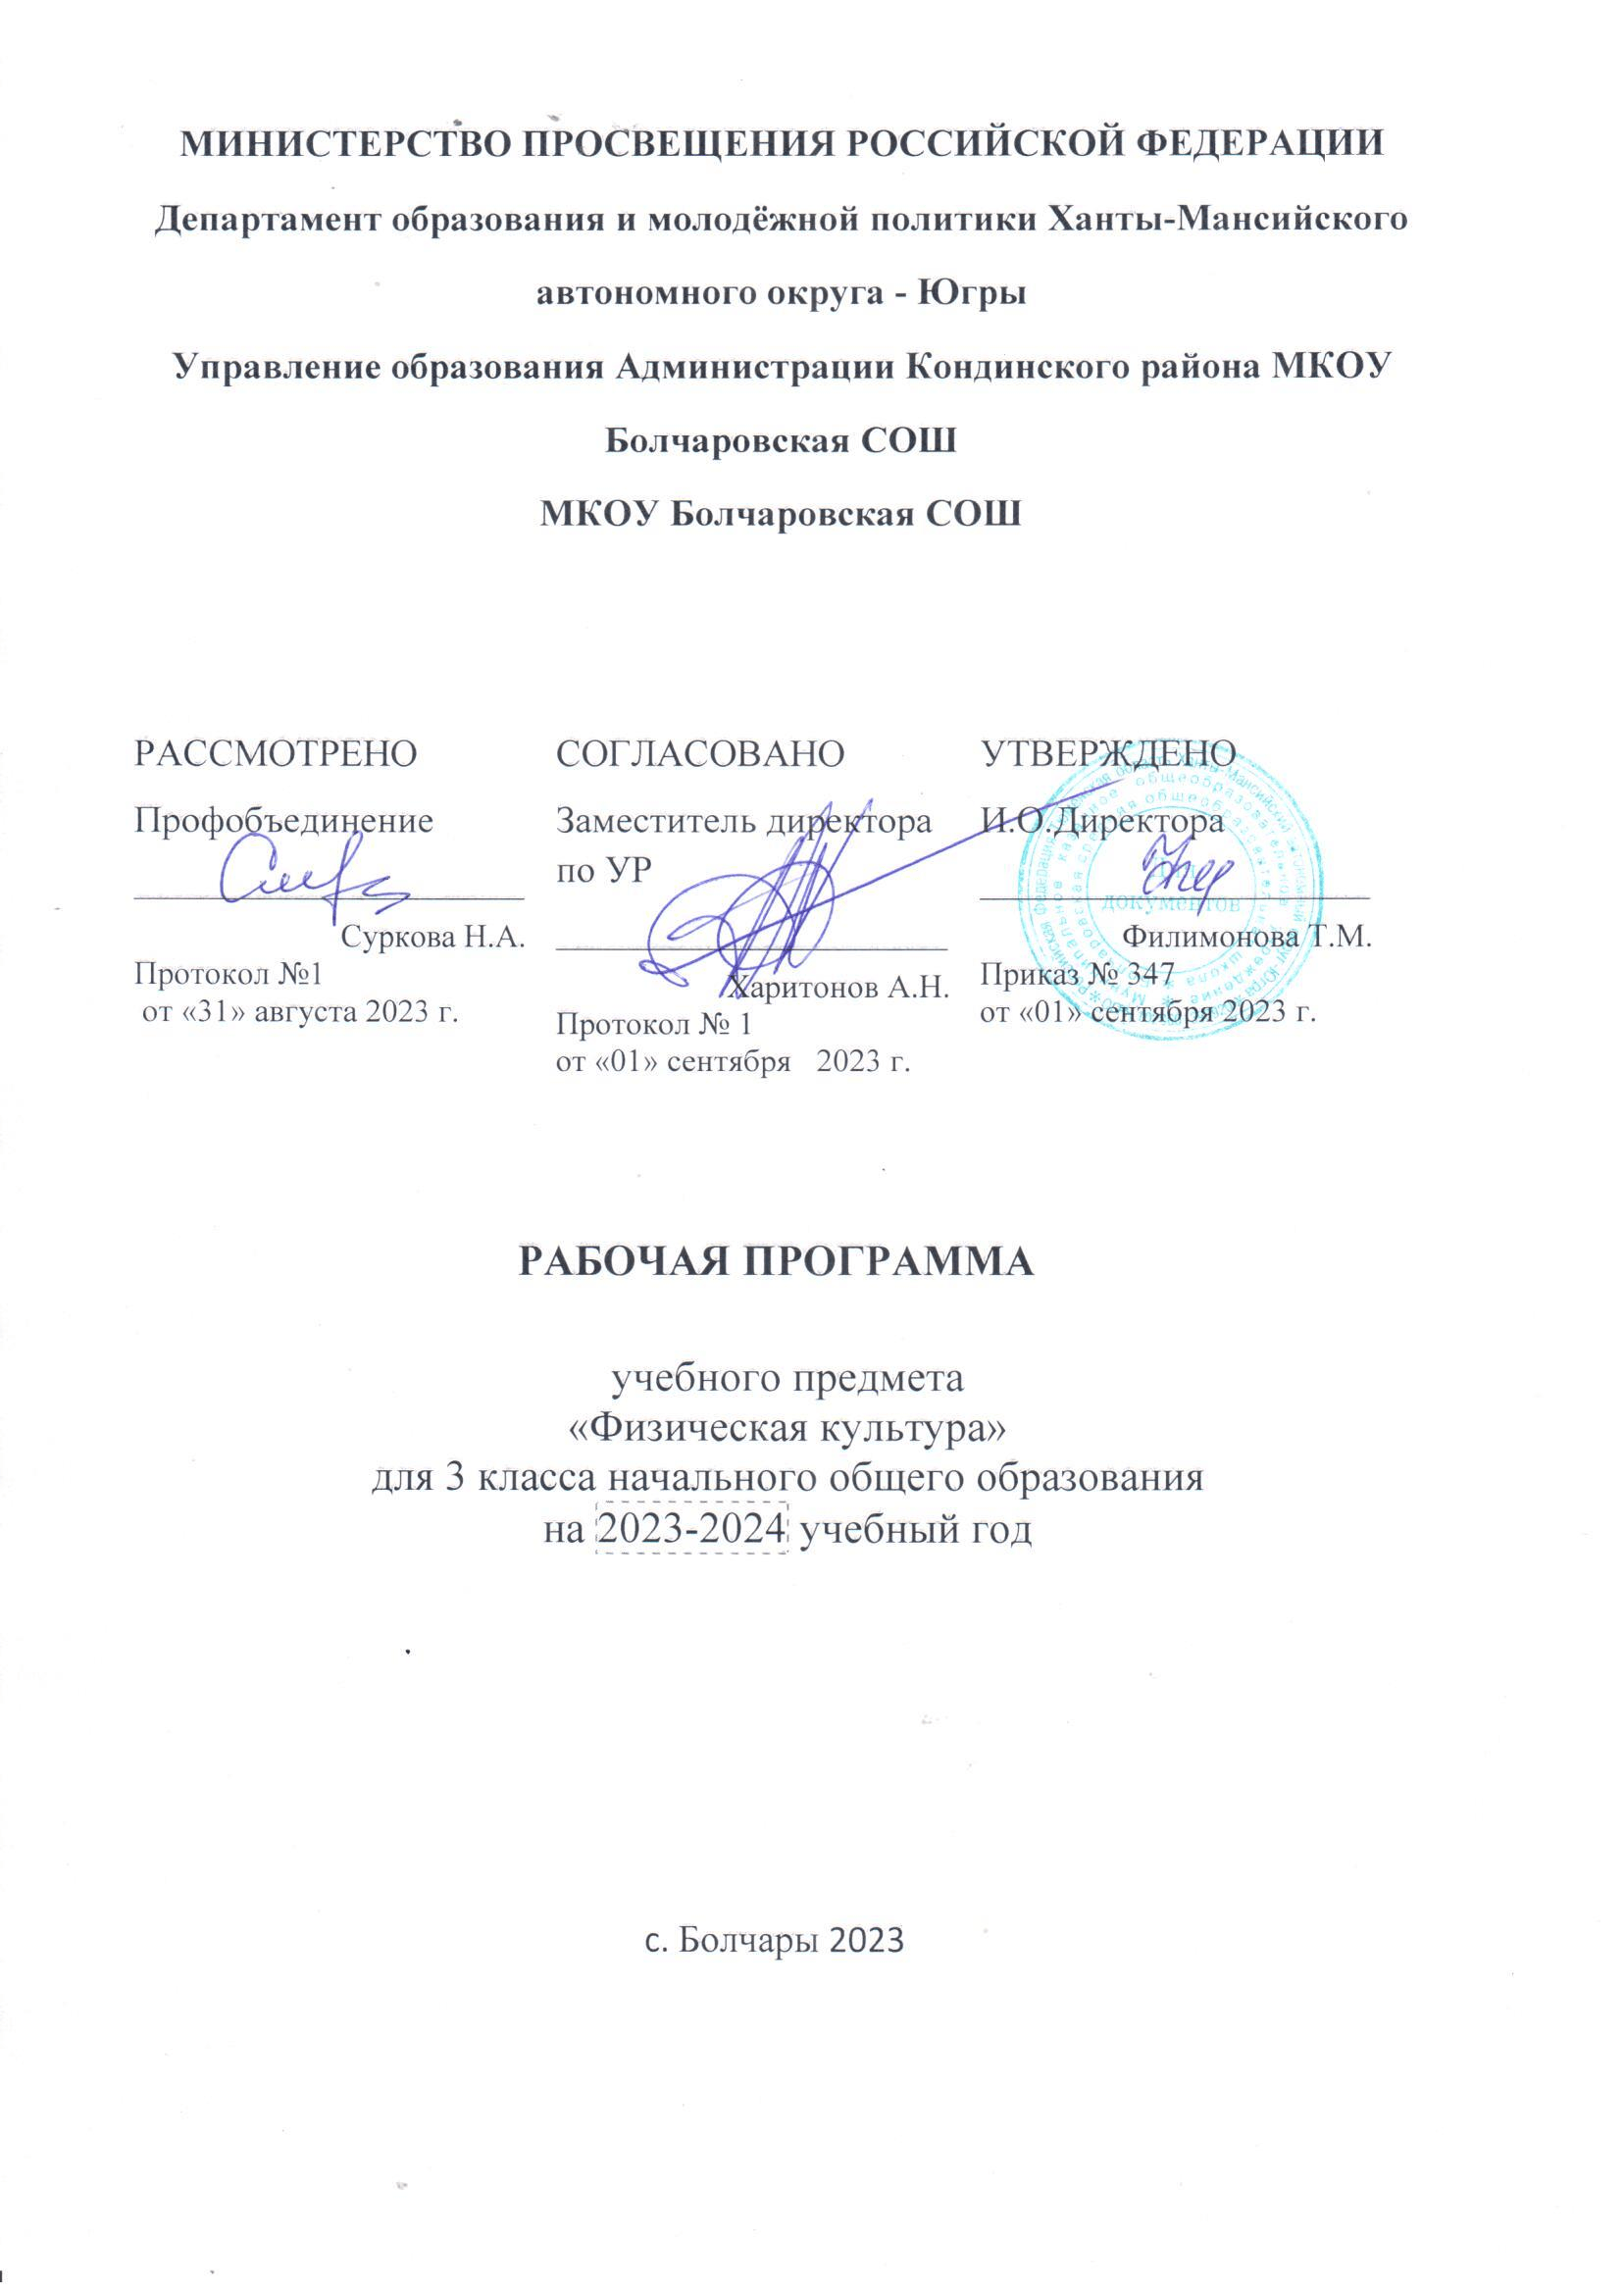 МИНИСТЕРСТВО ПРОСВЕЩЕНИЯ РОССИЙСКОЙ ФЕДЕРАЦИИ
Департамент образования и молодёжной политики Ханты-Мансийского
автономного округа - Югры
Управление образования Администрации Кондинского района МКОУ
Болчаровская СОШ
МКОУ Болчаровская СОШ
РАССМОТРЕНО
Профобъединение
Суркова Н.А.
Протокол №1
от «31» августа 2023 г.
СОГЛАСОВАНО
Заместитель директора
по УР
Харитонов А.Н.
Протокол № 1
от «01» сентября 2023 г.
УТВЕРЖДЕНО
И.О.Директора
Для
документов
Филимонова Т.М.
Приказ № 347
от «01» сентября 2023 г.
РАБОЧАЯ ПРОГРАММА
учебного предмета
«Физическая культура»
для 3 класса начального общего образования
на 2023-2024 учебный год
с. Болчары 2023